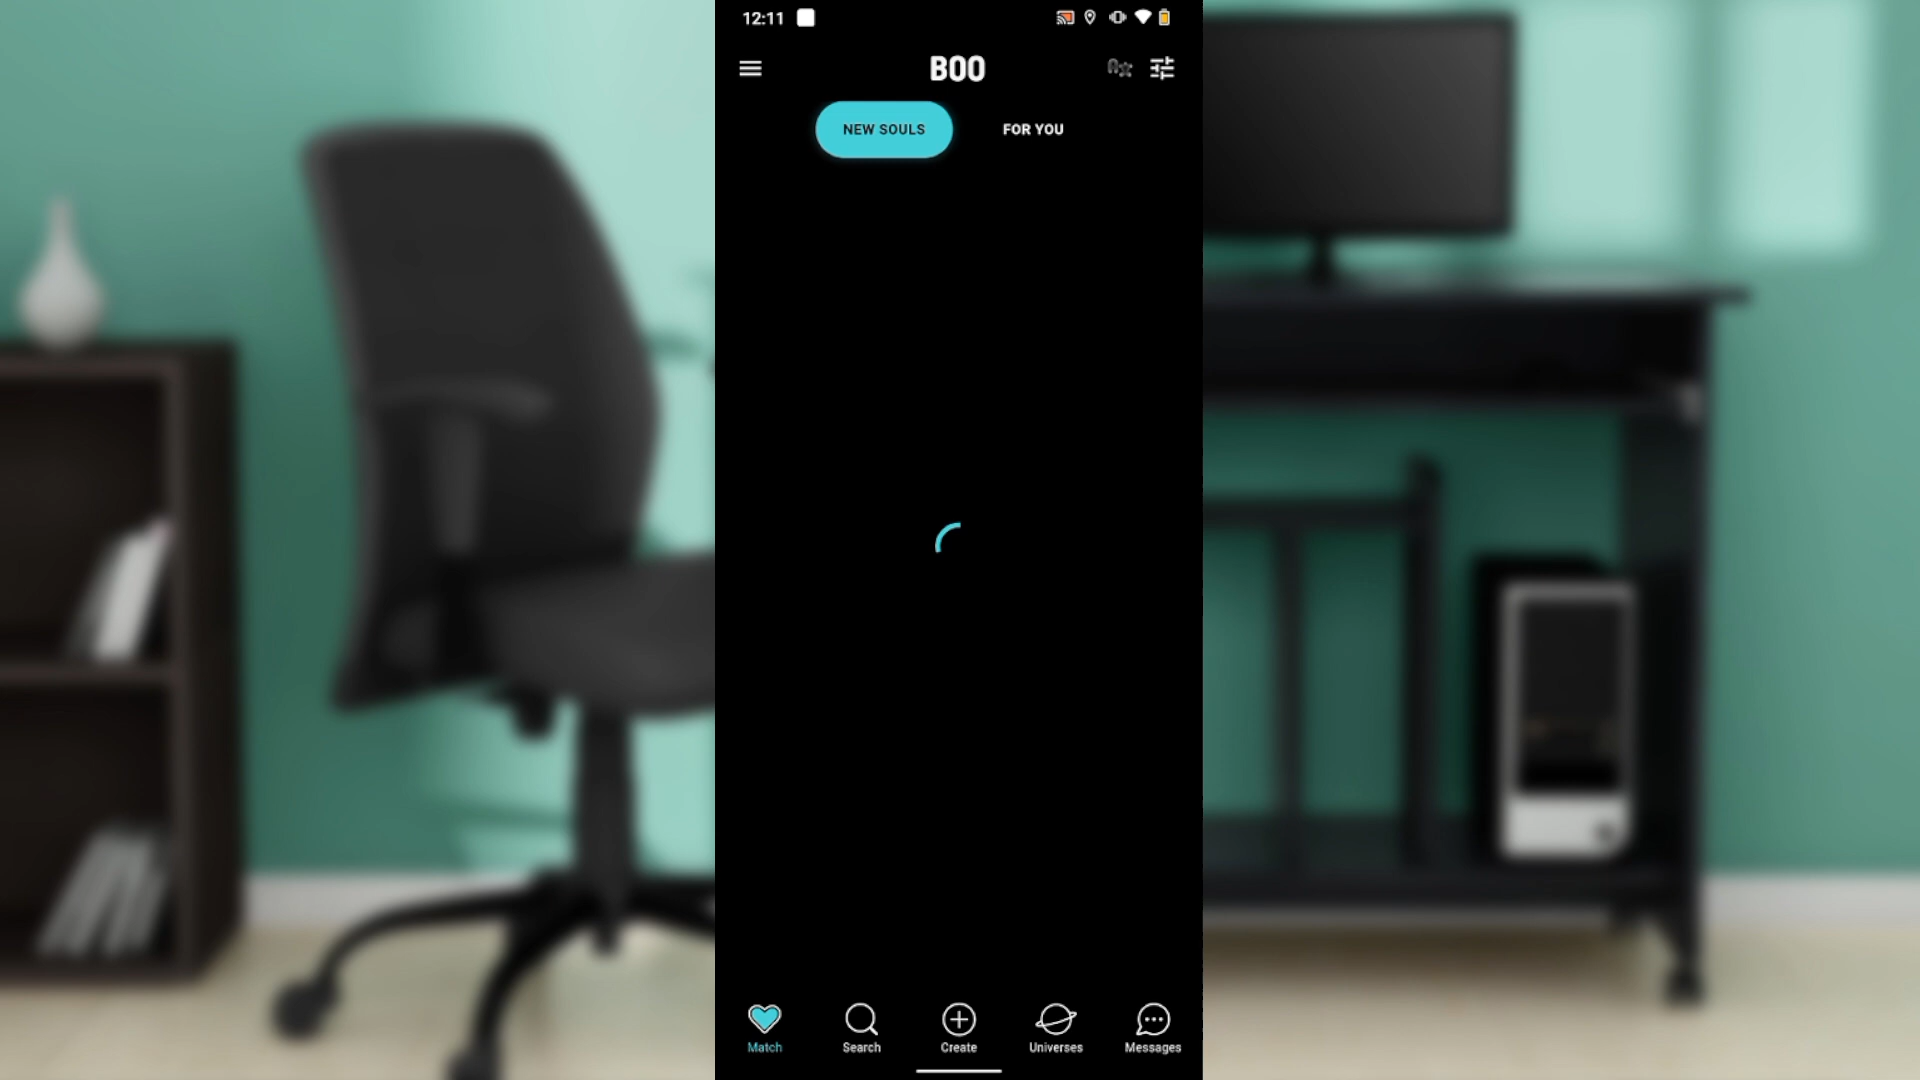 12:11
BOO
NEW SOULS
FOR YOU
Match
Search
Create
Universes
Messages